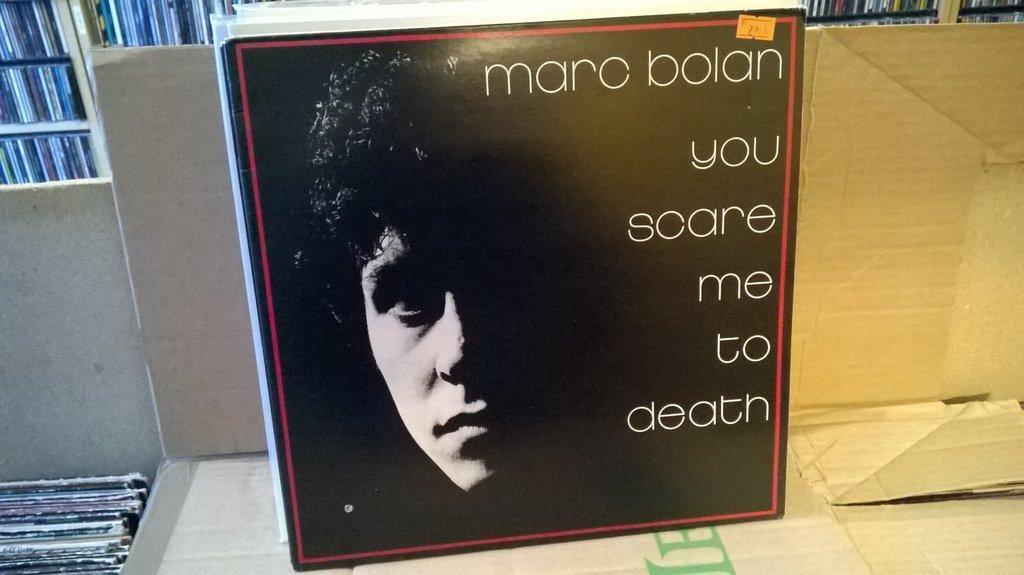 marc bolan
you
scare
me
to
death